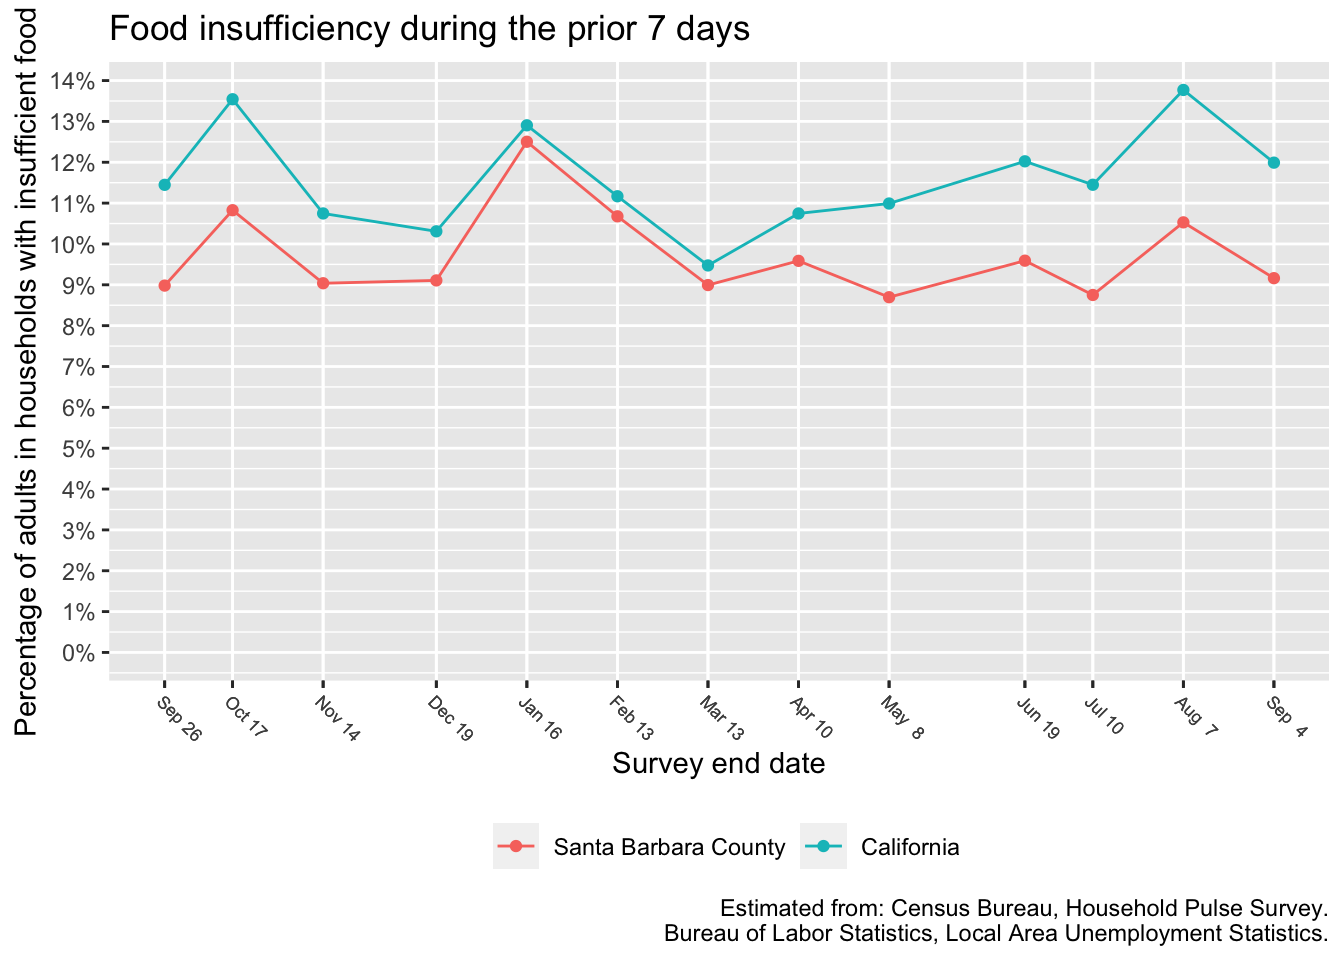 Food insufficiency during the prior 7 days
Percentage of adults in households with insufficient food
14%
13%
12%
11%
10%
9%
8%
7%
6%
5%
4%
3%
2%
1%
0%
Sep 26
Oct 17
Nov 14
Dec 19
Jan 16
Feb 13
Mar 13
Apr 10
May 8
Jun 19
Jul 10
Aug 7
Sep 4
Survey end date
Santa Barbara County
California
Estimated from: Census Bureau, Household Pulse Survey.
Bureau of Labor Statistics, Local Area Unemployment Statistics.